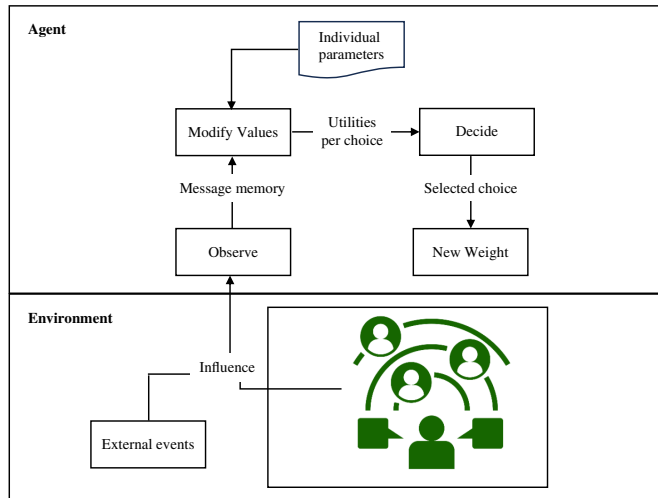 Agent
Individual
parameters
Modify Values
Utilities
per choice
Decide
Message memory
Selected choice
Observe
New Weight
Environment
Influence
External events